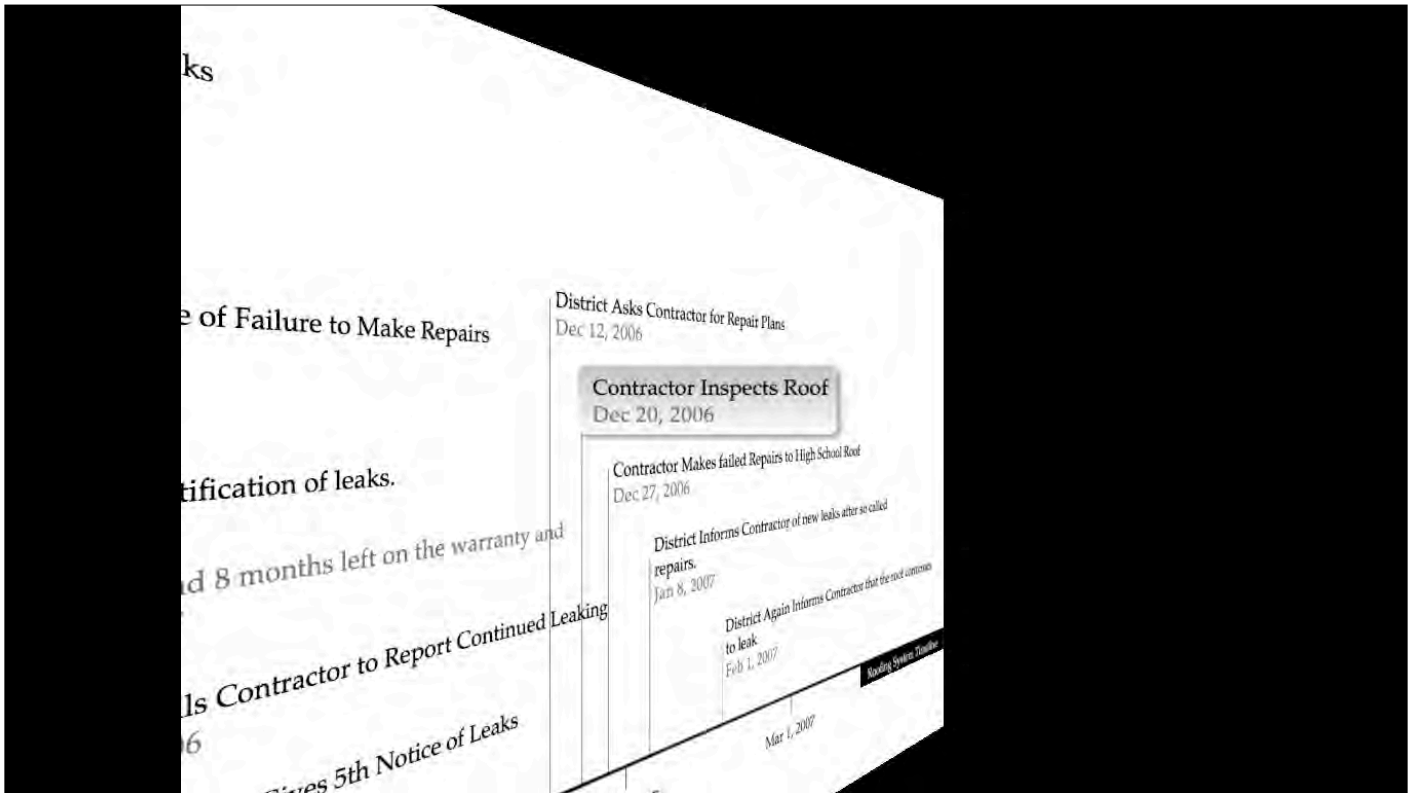 ks
e of Failure to Make Repairs
District Asks Contractor for Repair Plans
Dec 12, 2006
Contractor Inspects Roof
Dec 20, 2006
tification of leaks.
Contractor Makes failed Repairs to High School Roof
Dec 27, 2006
d 8 months left on the warranty and
District Informs Contractor of new leaks after so called
repairs.
Jan 8, 2007
ls Contractor to Report Continued Leaking
06
District Again Informs Contractor that the roof continues
to leak
Feb 1, 2007
Roofing System Timeline
Gives 5th Notice of Leaks
Mar 1, 2007